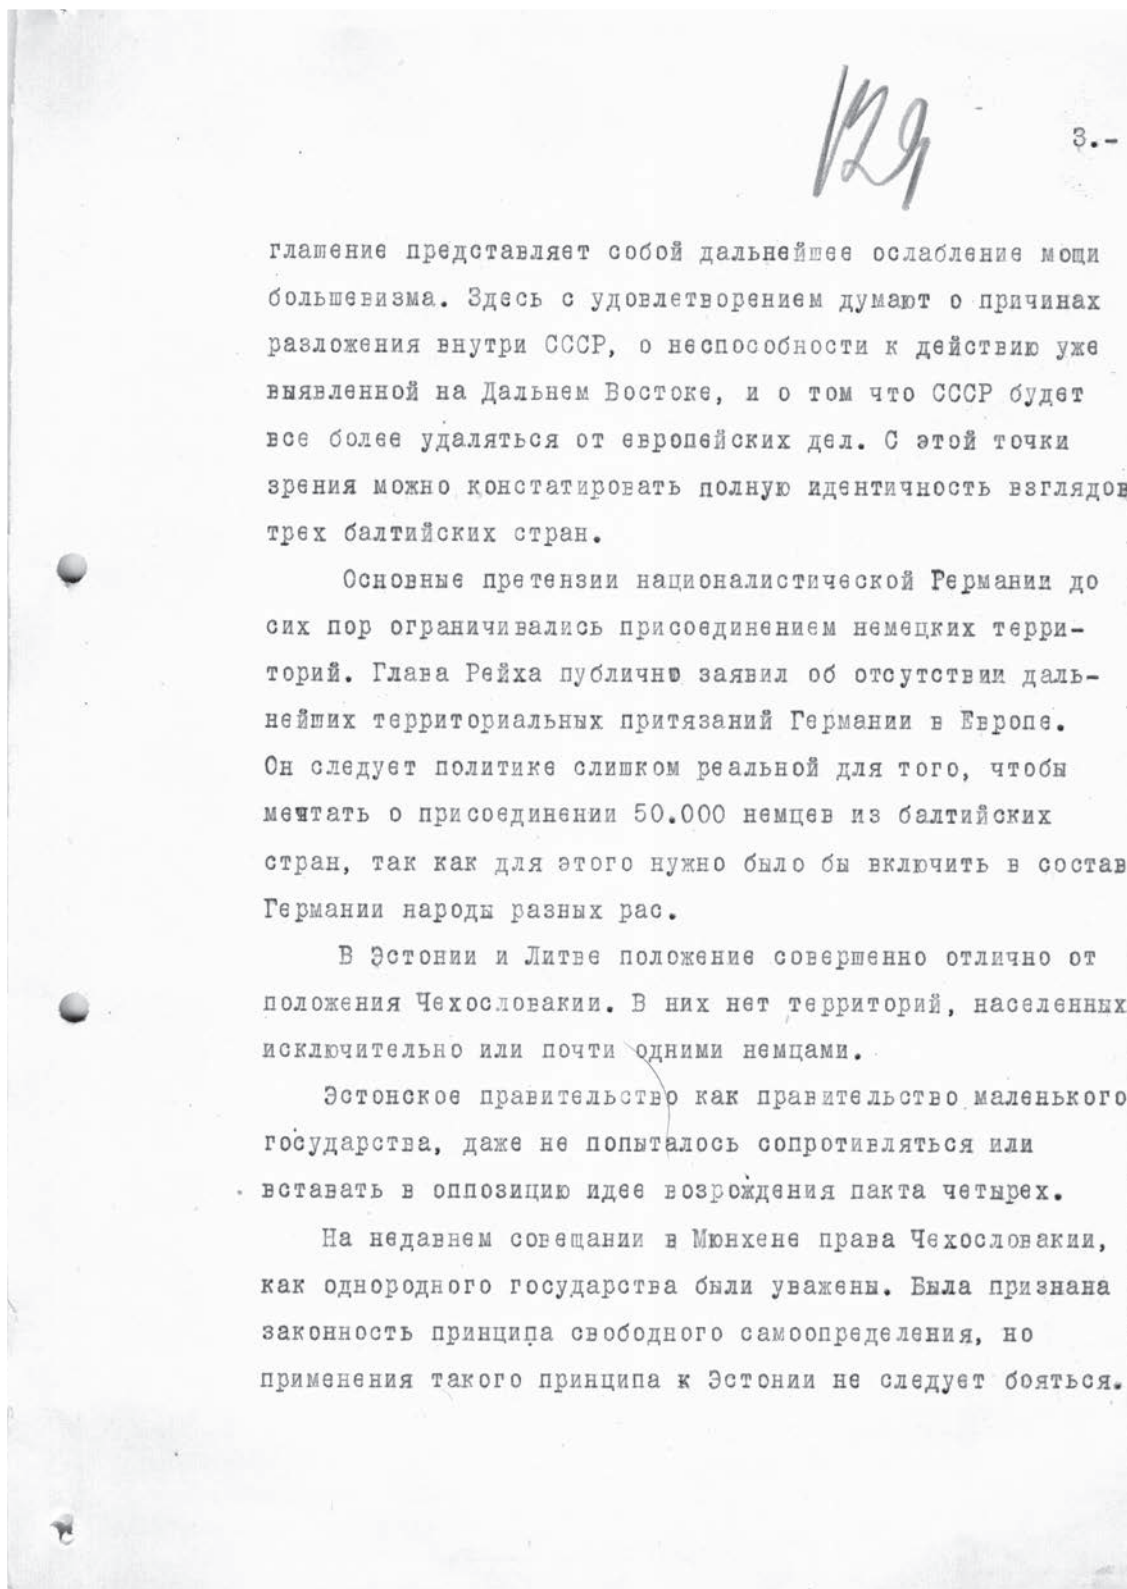 129
3.-
глашение представляет собой дальнейшее ослабление мощи
большевизма. Здесь с удовлетворением думают о причинах
разложения внутри СССР, о неспособности к действию уже
выявленной на Дальнем Востоке, и о том что СССР будет
все более удаляться от европейских дел. С этой точки
зрения можно констатировать полную идентичность взглядов
трех балтийских стран.
Основные претензии националистической Германии до
сих пор ограничивались присоединением немецких терри-
торий. Глава Рейха публично заявил об отсутствии даль-
нейших территориальных притязаний Германии в Европе.
Он следует политике слишком реальной для того, чтобы
мечтать о присоединении 50.000 немцев из балтийских
стран, так как для этого нужно было бы включить в состав
Германии народы разных рас.
В Эстонии и Литве положение совершенно отлично от
положения Чехословакии. В них нет территорий, населенных
исключительно или почти одними немцами.
Эстонское правительство как правительство маленького
государства, даже не попыталось сопротивляться или
вставать в оппозицию идее возрождения пакта четырех.
На недавнем совещании в Мюнхене права Чехословакии,
как однородного государства были уважены. Была признана
законность принципа свободного самоопределения, но
применения такого принципа к Эстонии не следует бояться.